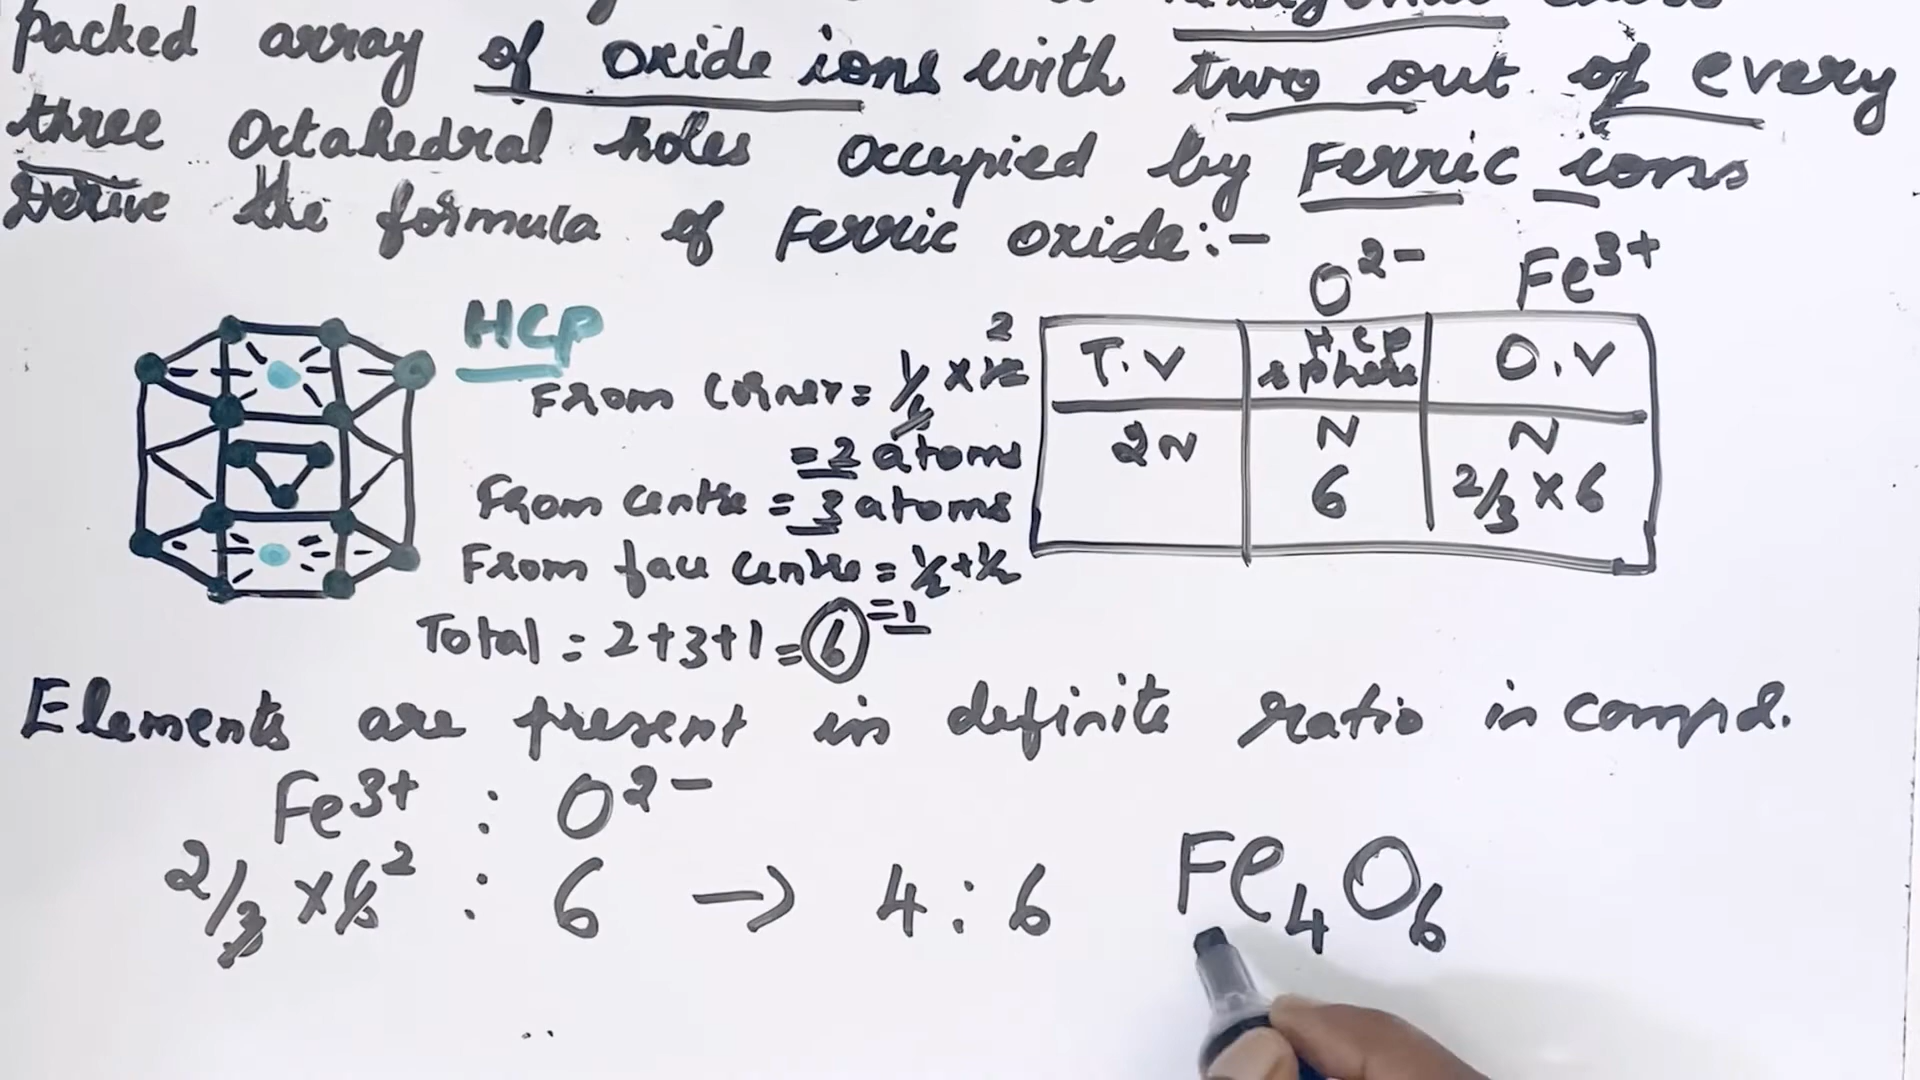 packed array of oxide ions with two out of every
three octahedral holes occupied by Ferric ions
Derive the formula of Ferric oxide:-
O2- Fe3+
HCP
T.V HCP sphere O.V
2N N N
6 2/3 × 6
From corner = 1/6 × 12 2
= 2 atoms
From centre = 3 atoms
From face centre = 1/2 + 1/2
= 1
Total = 2+3+1 = 6
Elements are present in definite ratio in compd.
Fe3+ : O2-
2/3 × 6 2 : 6 → 4 : 6 Fe4O6